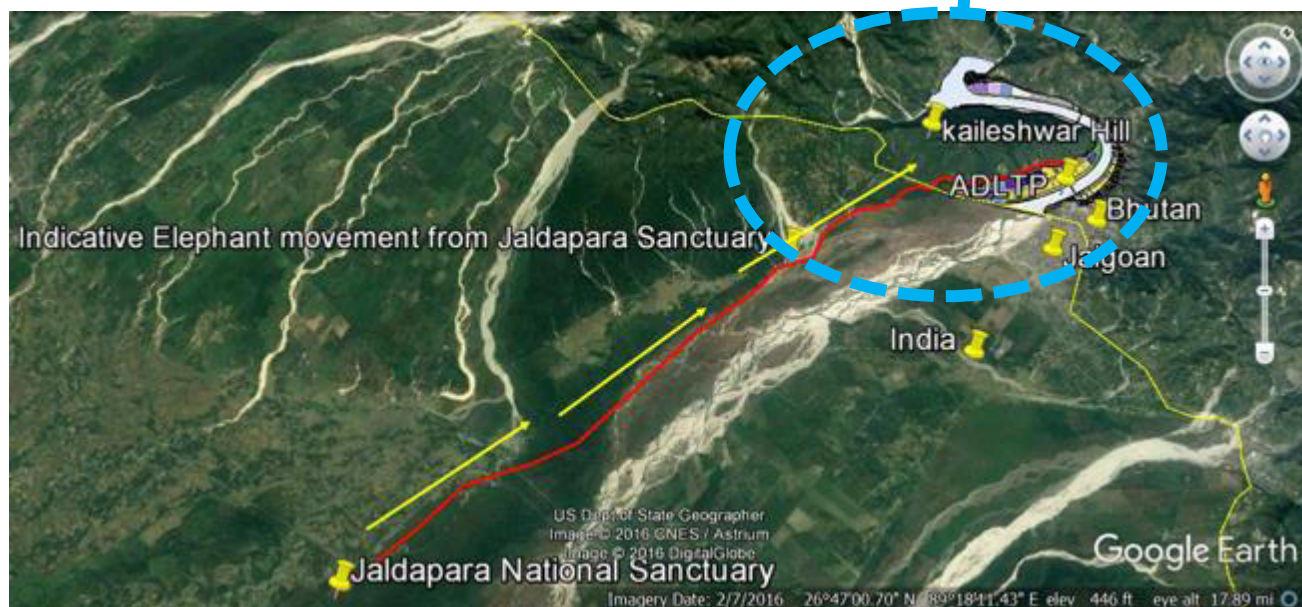 kaileshwar Hill
ADLTP
Bhutan
Indicative Elephant movement from Jaldapara Sanctuary
Jaigoan
India
US Dept of State Geographer
Image © 2016 CNES / Astrium
Image © 2016 DigitalGlobe
Jaldapara National Sanctuary
Google Earth
Imagery Date: 2/7/2016 26°47'00.70" N 89°18'11.43" E elev 446 ft eye alt 17.89 mi